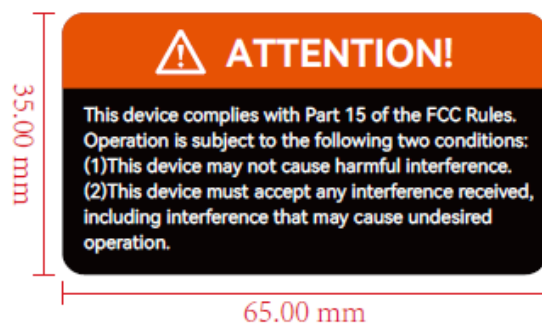 ATTENTION!
This device complies with Part 15 of the FCC Rules.
Operation is subject to the following two conditions:
(1)This device may not cause harmful interference.
(2)This device must accept any interference received,
including interference that may cause undesired
operation.
35.00 mm
65.00 mm